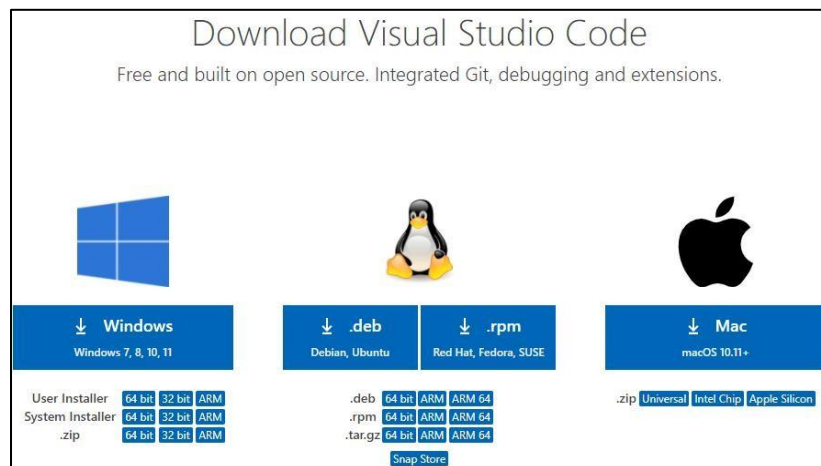 Download Visual Studio Code
Free and built on open source. Integrated Git, debugging and extensions.
Windows
Windows 7, 8, 10, 11
User Installer 64 bit 32 bit ARM
System Installer 64 bit 32 bit ARM
.zip 64 bit 32 bit ARM
.deb
Debian, Ubuntu
.rpm
Red Hat, Fedora, SUSE
.deb 64 bit ARM ARM 64
.rpm 64 bit ARM ARM 64
.tar.gz 64 bit ARM ARM 64
Snap Store
Mac
macOS 10.11+
.zip Universal Intel Chip Apple Silicon